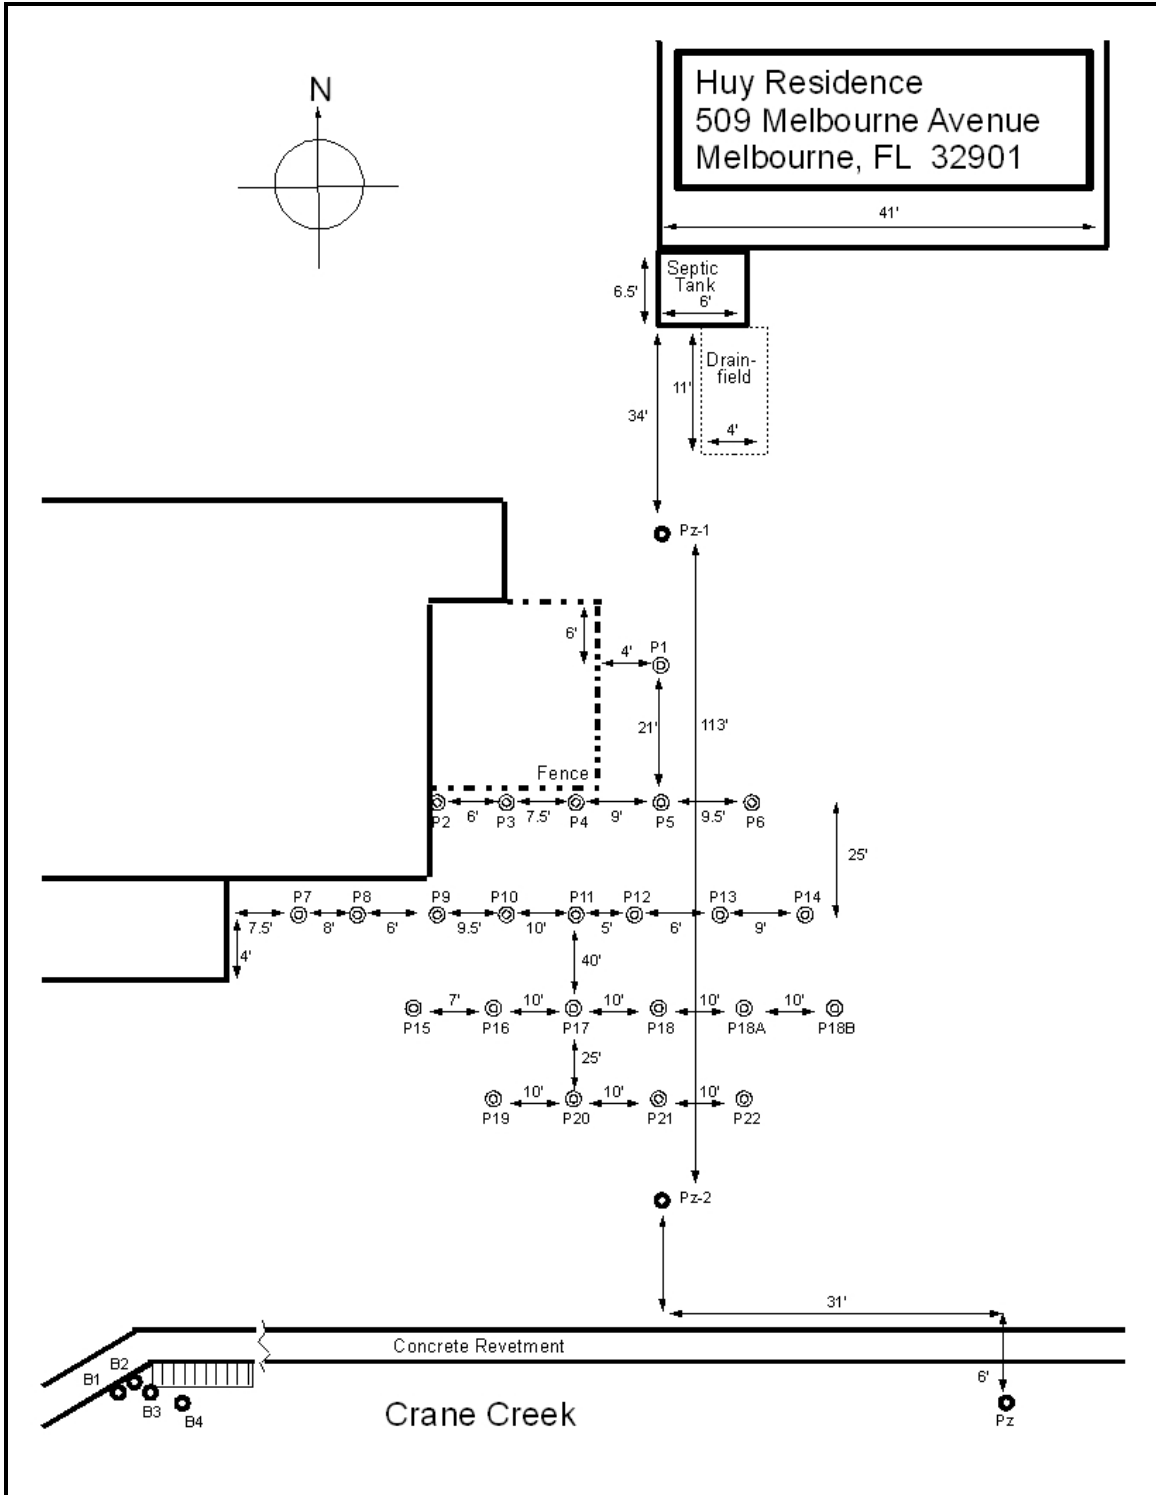 N
Huy Residence
509 Melbourne Avenue
Melbourne, FL  32901
41'
Septic
Tank
6.5'
6'
Drain-
field
11'
34'
4'
Pz-1
6'
4'
P1
21'
113'
Fence
P2
6'
P3
7.5'
P4
9'
P5
9.5'
P6
25'
P7
P8
P9
P10
P11
P12
P13
P14
7.5'
8'
6'
9.5'
10'
5'
6'
9'
4'
40'
7'
10'
10'
10'
10'
P15
P16
P17
P18
P18A
P18B
25'
10'
10'
10'
P19
P20
P21
P22
Pz-2
31'
Concrete Revetment
B2
B1
B3
B4
6'
Pz
Crane Creek